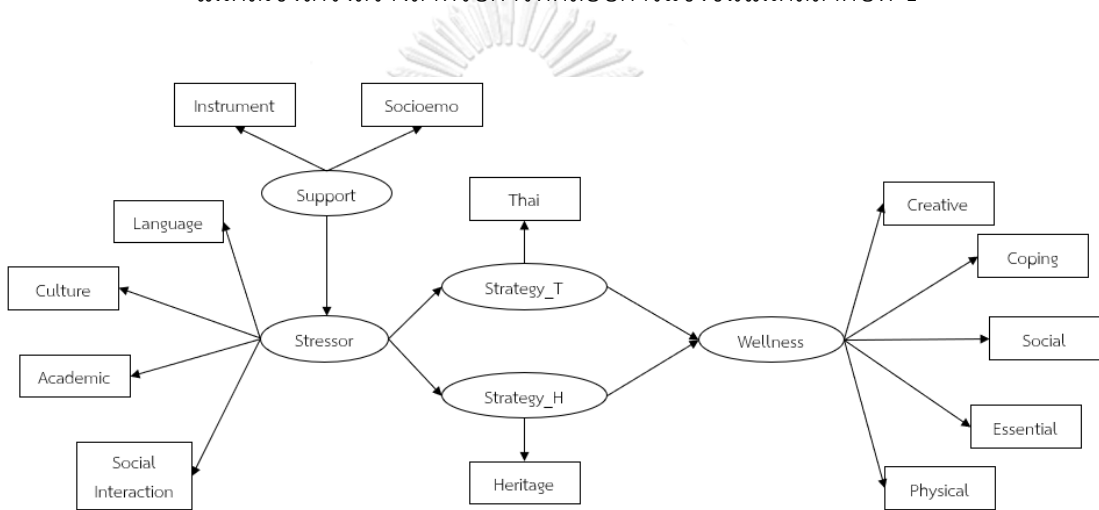 Instrument
Socioemo
Support
Language
Thai
Creative
Culture
Strategy_T
Coping
Stressor
Wellness
Social
Academic
Strategy_H
Essential
Social
Interaction
Heritage
Physical